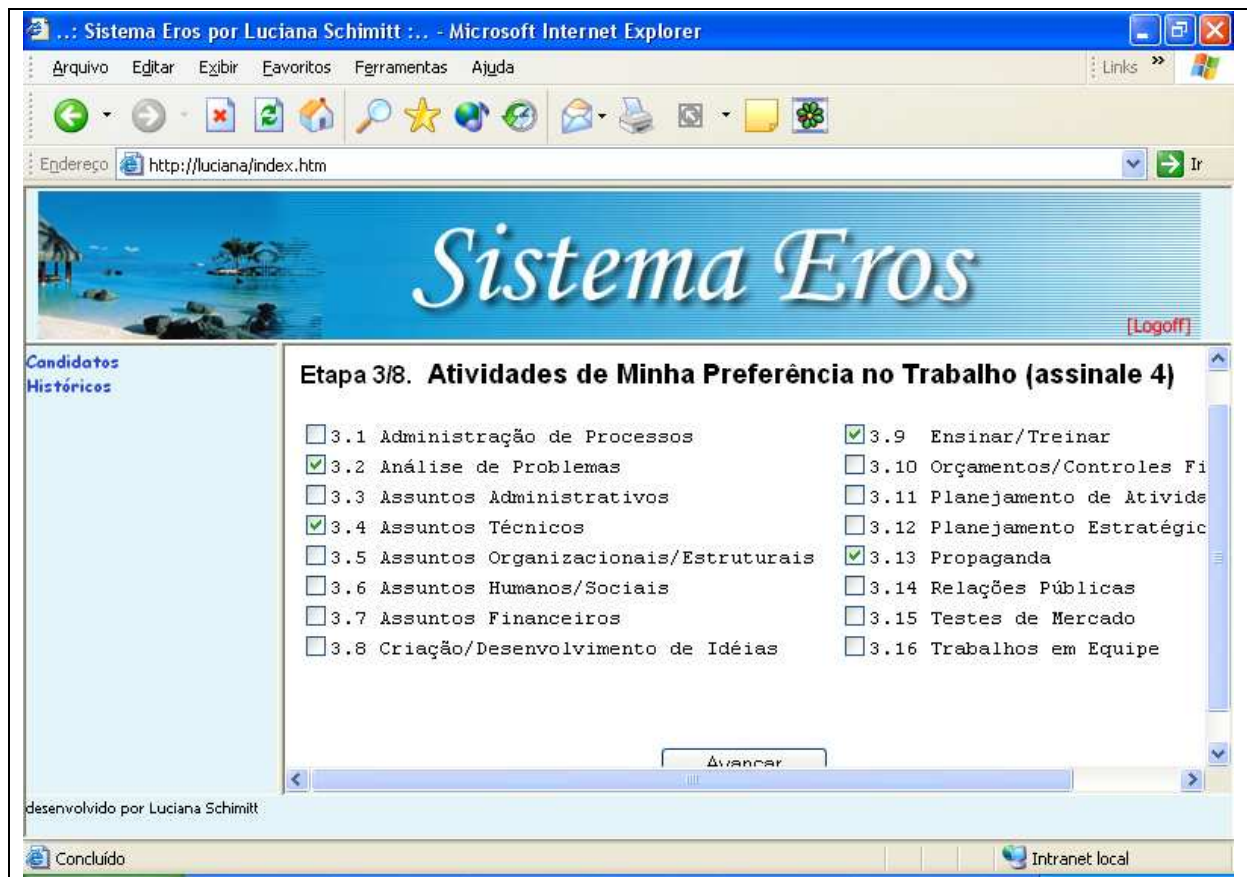 ..: Sistema Eros por Luciana Schimitt :.. - Microsoft Internet Explorer
Arquivo Editar Exibir Favoritos Ferramentas Ajuda Links »
Endereço http://luciana/index.htm Ir
Sistema Eros
[Logoff]
Candidatos
Históricos
Etapa 3/8. Atividades de Minha Preferência no Trabalho (assinale 4)
3.1 Administração de Processos
3.2 Análise de Problemas
3.3 Assuntos Administrativos
3.4 Assuntos Técnicos
3.5 Assuntos Organizacionais/Estruturais
3.6 Assuntos Humanos/Sociais
3.7 Assuntos Financeiros
3.8 Criação/Desenvolvimento de Idéias
3.9 Ensinar/Treinar
3.10 Orçamentos/Controles Fi
3.11 Planejamento de Ativida
3.12 Planejamento Estratégic
3.13 Propaganda
3.14 Relações Públicas
3.15 Testes de Mercado
3.16 Trabalhos em Equipe
Avançar
desenvolvido por Luciana Schimitt
Concluído Intranet local